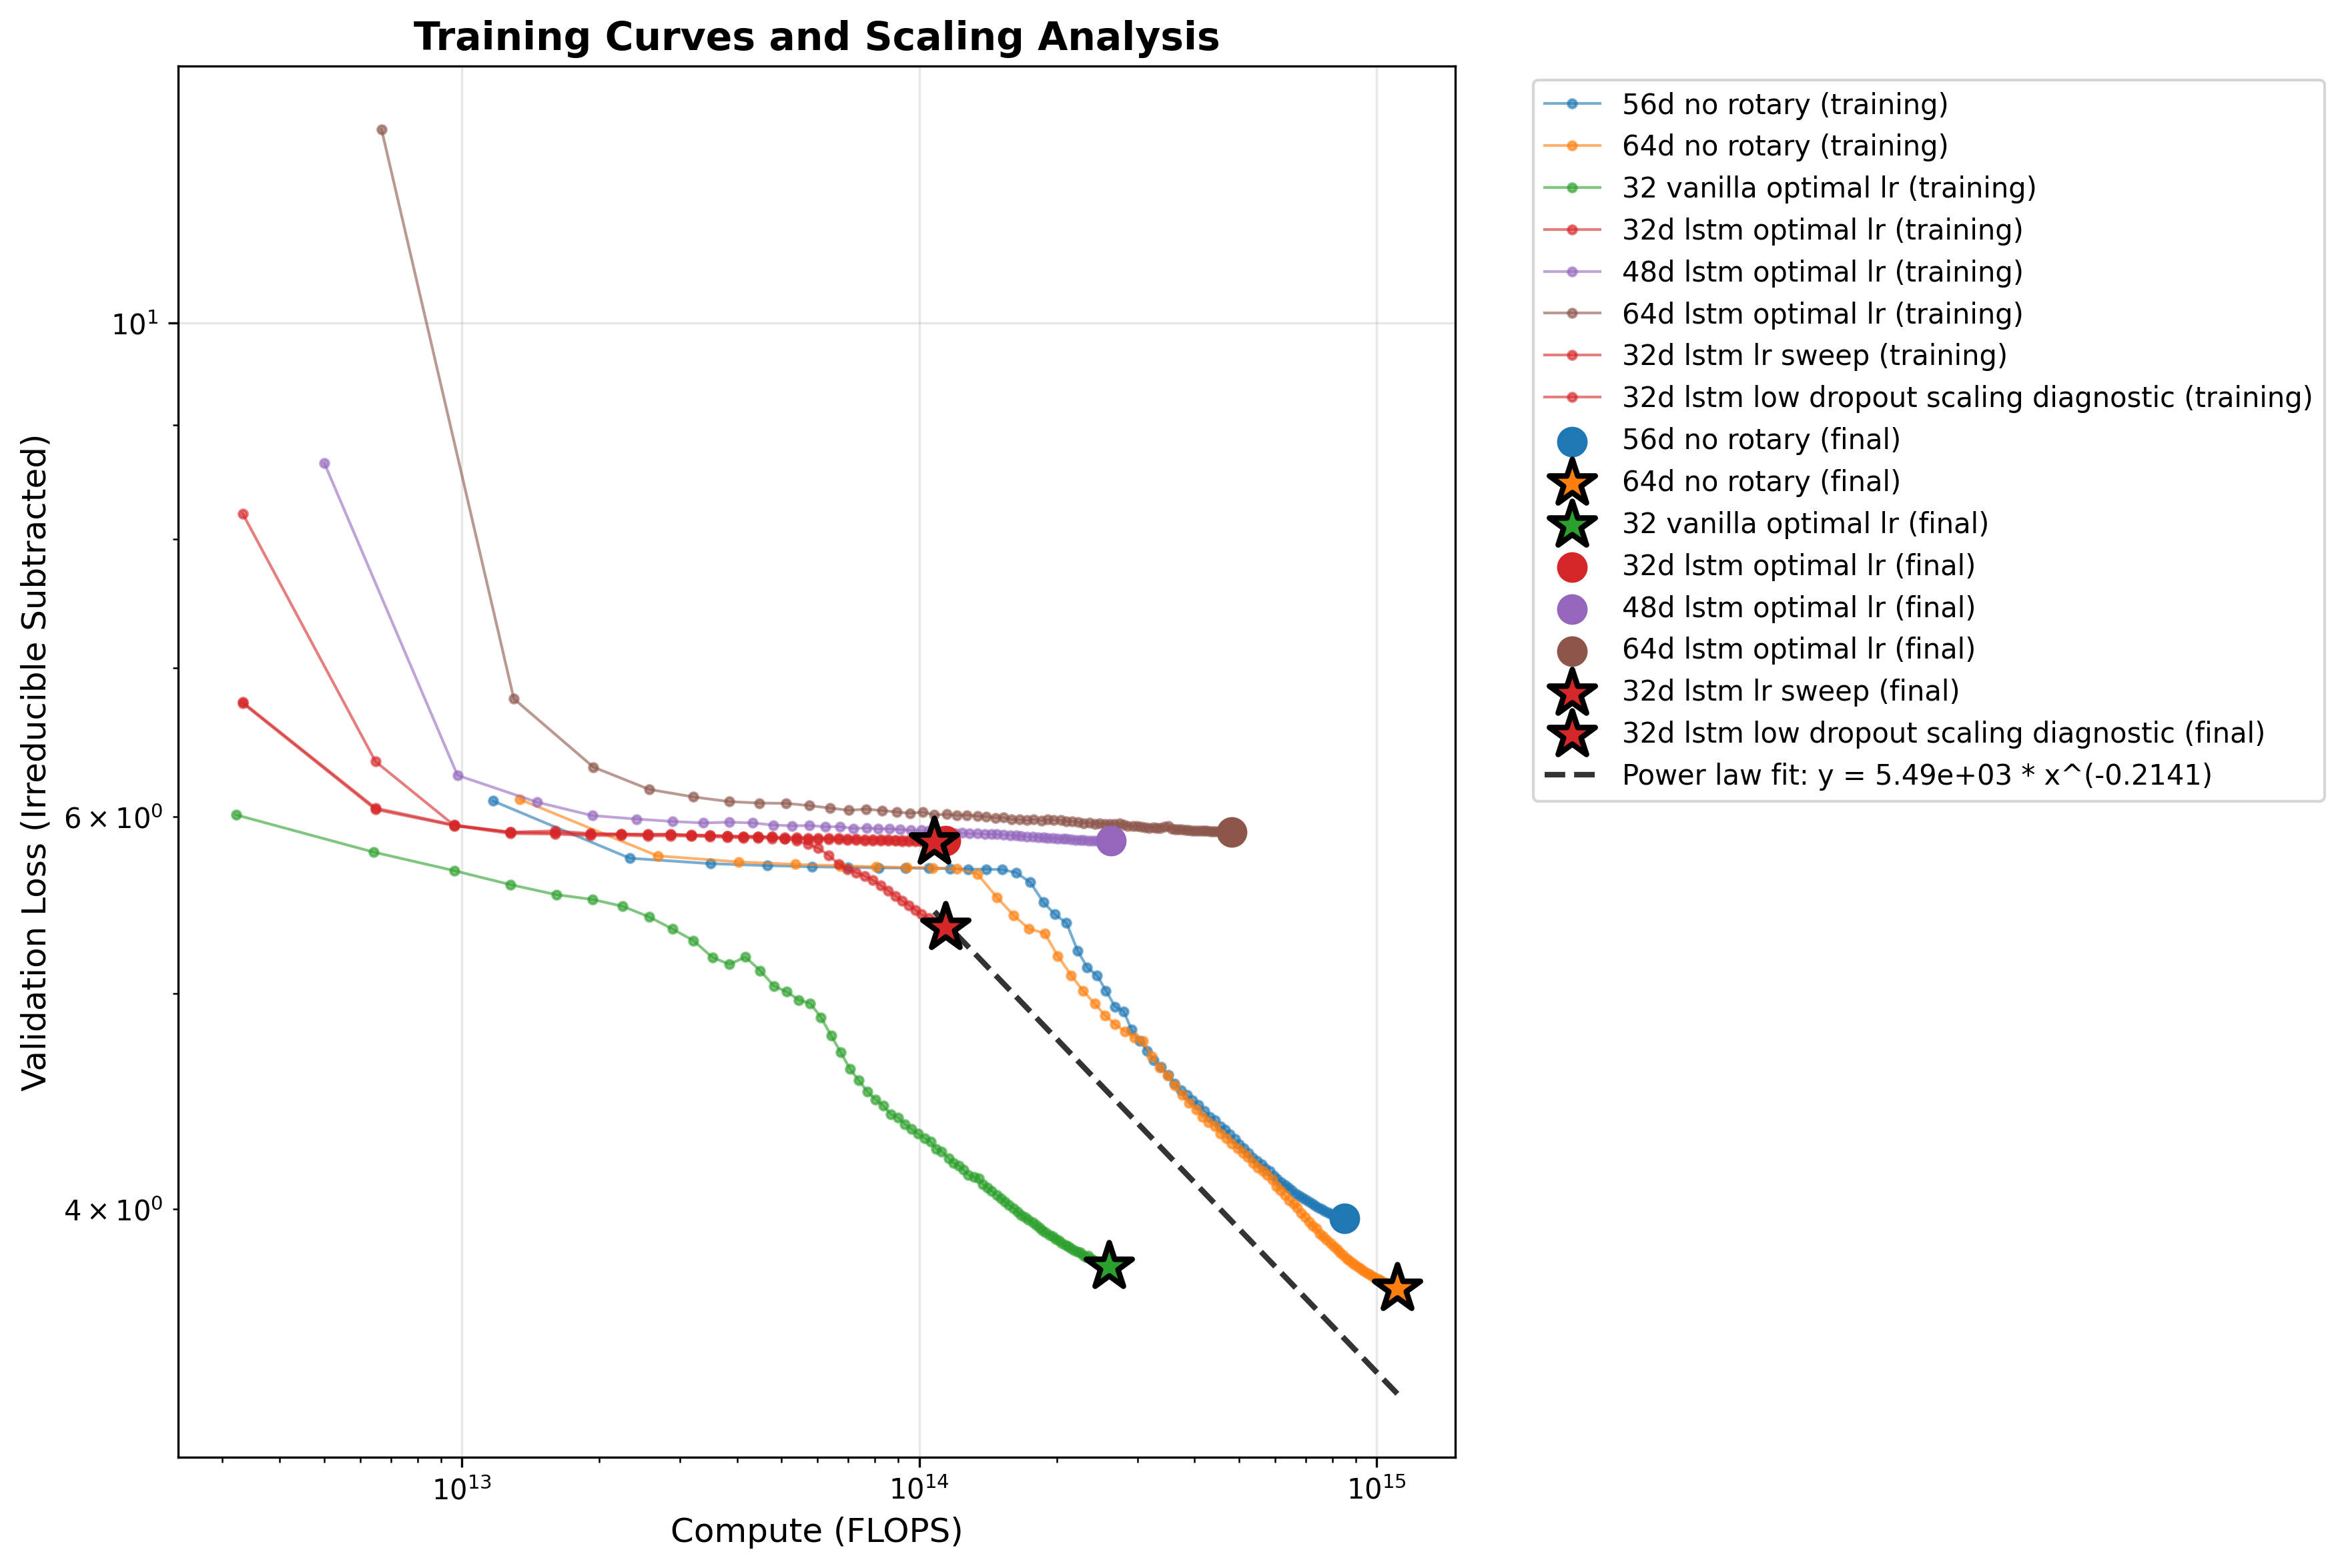 Training Curves and Scaling Analysis
Validation Loss (Irreducible Subtracted)
10¹
6 × 10⁰
4 × 10⁰
10¹³
10¹⁴
10¹⁵
Compute (FLOPS)
56d no rotary (training)
64d no rotary (training)
32 vanilla optimal lr (training)
32d lstm optimal lr (training)
48d lstm optimal lr (training)
64d lstm optimal lr (training)
32d lstm lr sweep (training)
32d lstm low dropout scaling diagnostic (training)
56d no rotary (final)
64d no rotary (final)
32 vanilla optimal lr (final)
32d lstm optimal lr (final)
48d lstm optimal lr (final)
64d lstm optimal lr (final)
32d lstm lr sweep (final)
32d lstm low dropout scaling diagnostic (final)
Power law fit: y = 5.49e+03 * x^(-0.2141)